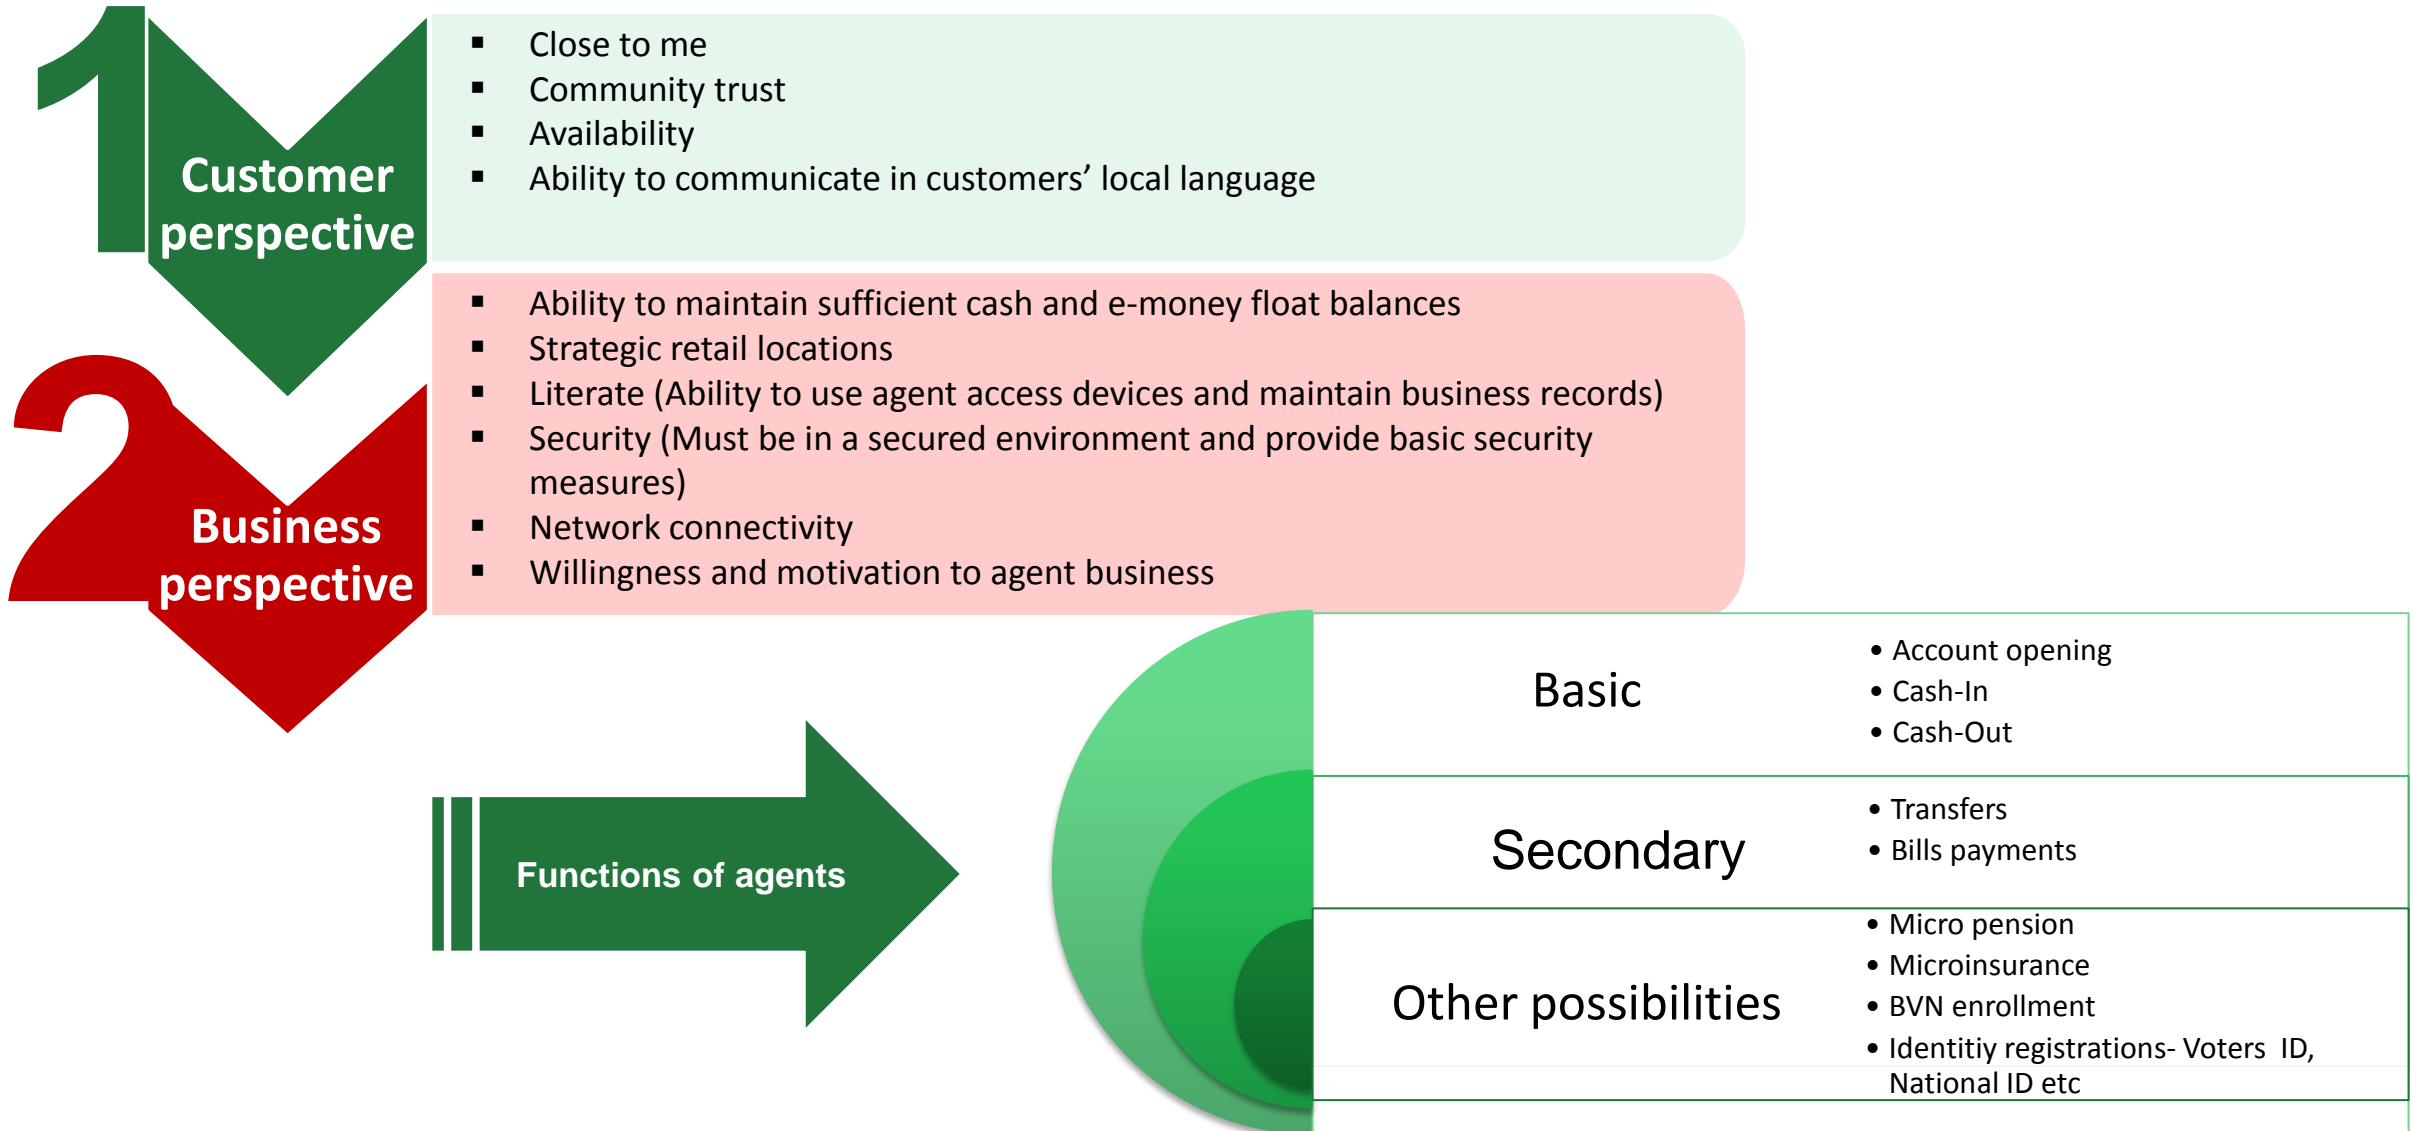 1
Customer
perspective
▪ Close to me
▪ Community trust
▪ Availability
▪ Ability to communicate in customers’ local language
2
Business
perspective
▪ Ability to maintain sufficient cash and e-money float balances
▪ Strategic retail locations
▪ Literate (Ability to use agent access devices and maintain business records)
▪ Security (Must be in a secured environment and provide basic security
measures)
▪ Network connectivity
▪ Willingness and motivation to agent business
Functions of agents
Basic
• Account opening
• Cash-In
• Cash-Out
Secondary
• Transfers
• Bills payments
Other possibilities
• Micro pension
• Microinsurance
• BVN enrollment
• Identitiy registrations- Voters ID,
National ID etc